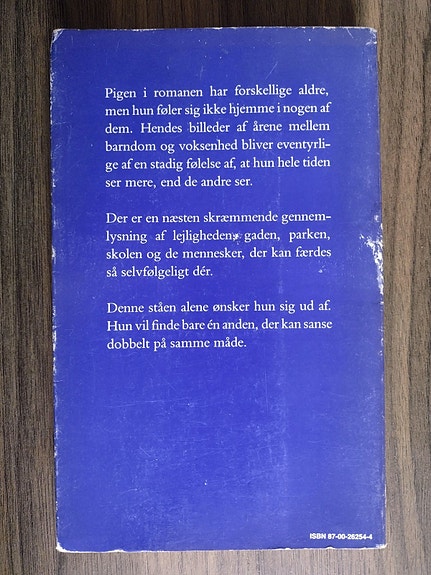 Pigen i romanen har forskellige aldre,
men hun føler sig ikke hjemme i nogen af
dem. Hendes billeder af årene mellem
barndom og voksenhed bliver eventyrli-
ge af en stadig følelse af, at hun hele tiden
ser mere, end de andre ser.
Der er en næsten skræmmende gennem-
lysning af lejligheden, gaden, parken,
skolen og de mennesker, der kan færdes
så selvfølgeligt dér.
Denne ståen alene ønsker hun sig ud af.
Hun vil finde bare én anden, der kan sanse
dobbelt på samme måde.
ISBN 87-00-26254-4